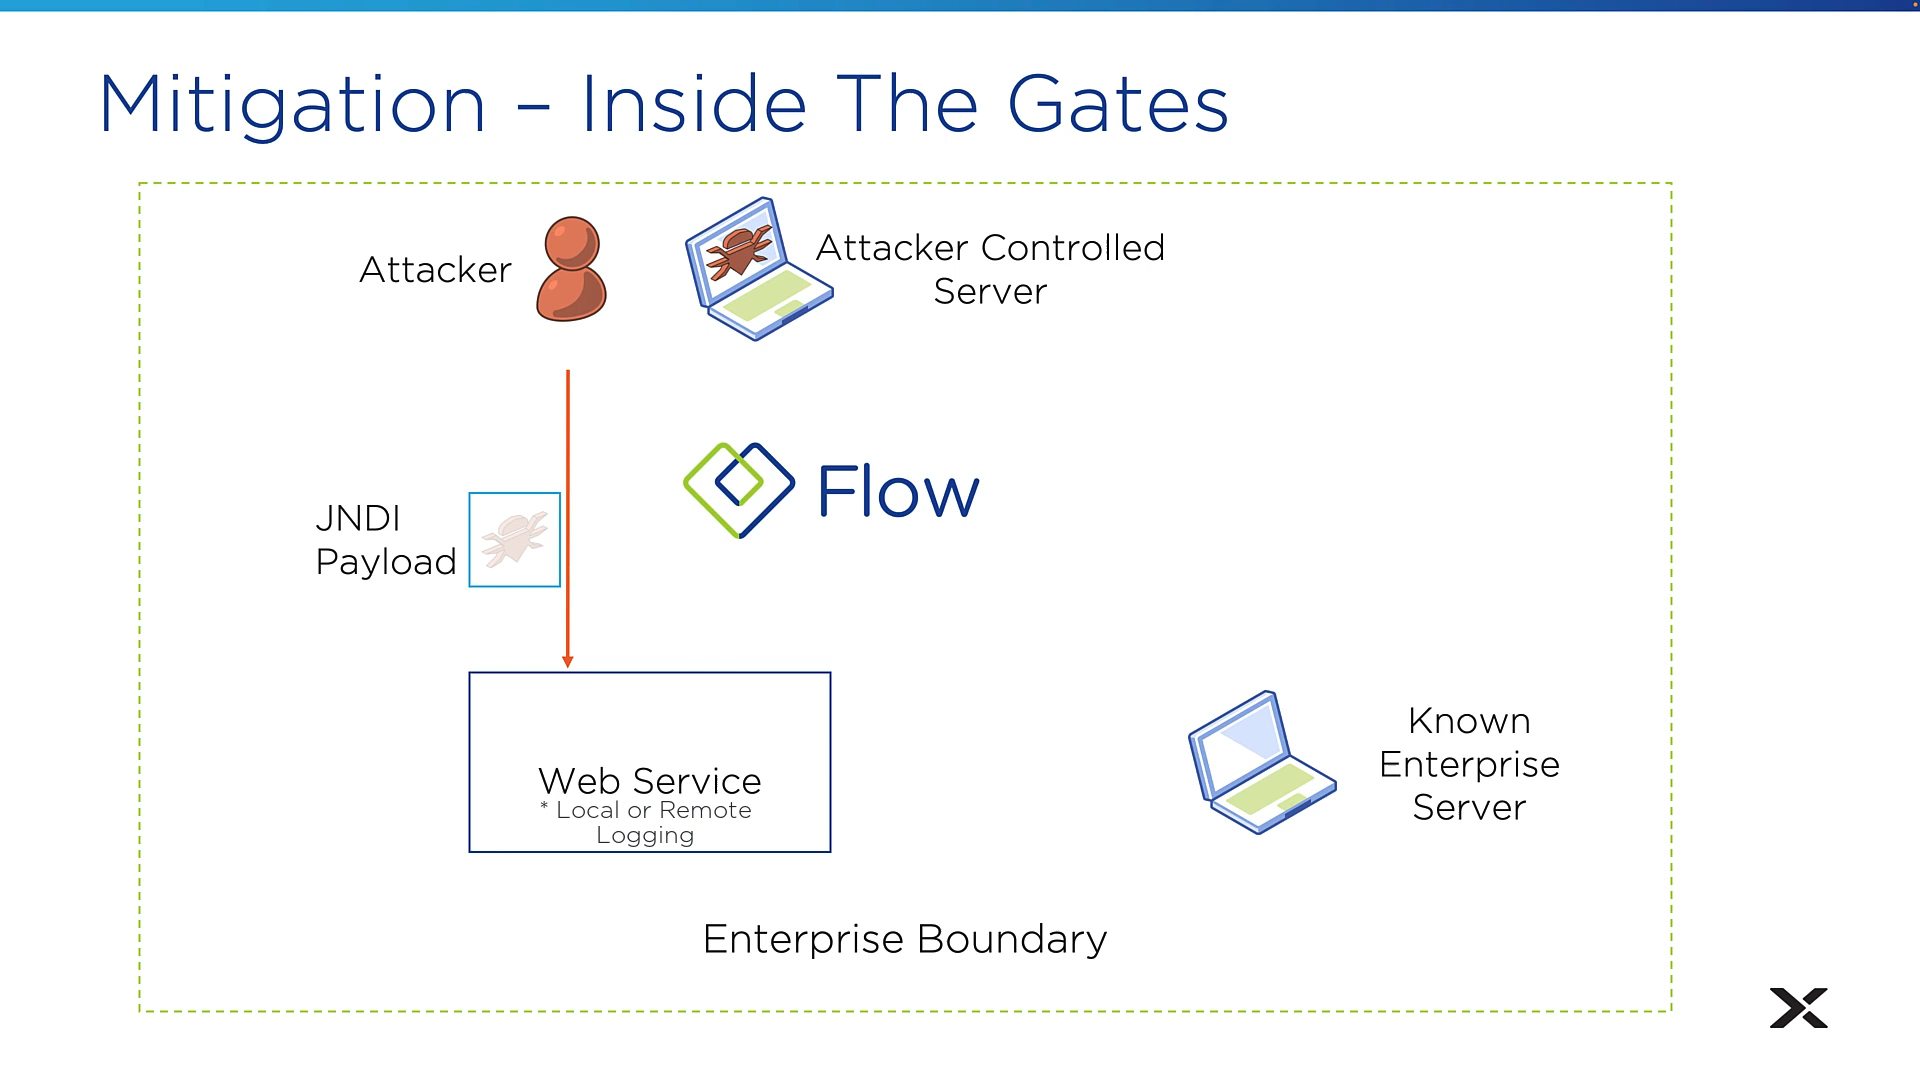 Mitigation – Inside The Gates
Attacker
Attacker Controlled
Server
Flow
JNDI
Payload
Web Service
* Local or Remote
Logging
Known
Enterprise
Server
Enterprise Boundary